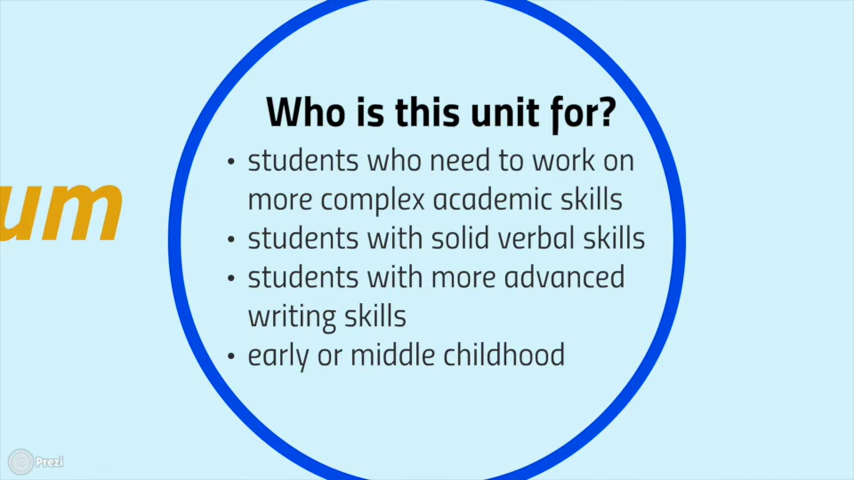 Who is this unit for?
• students who need to work on
more complex academic skills
• students with solid verbal skills
• students with more advanced
writing skills
• early or middle childhood
um
Prezi